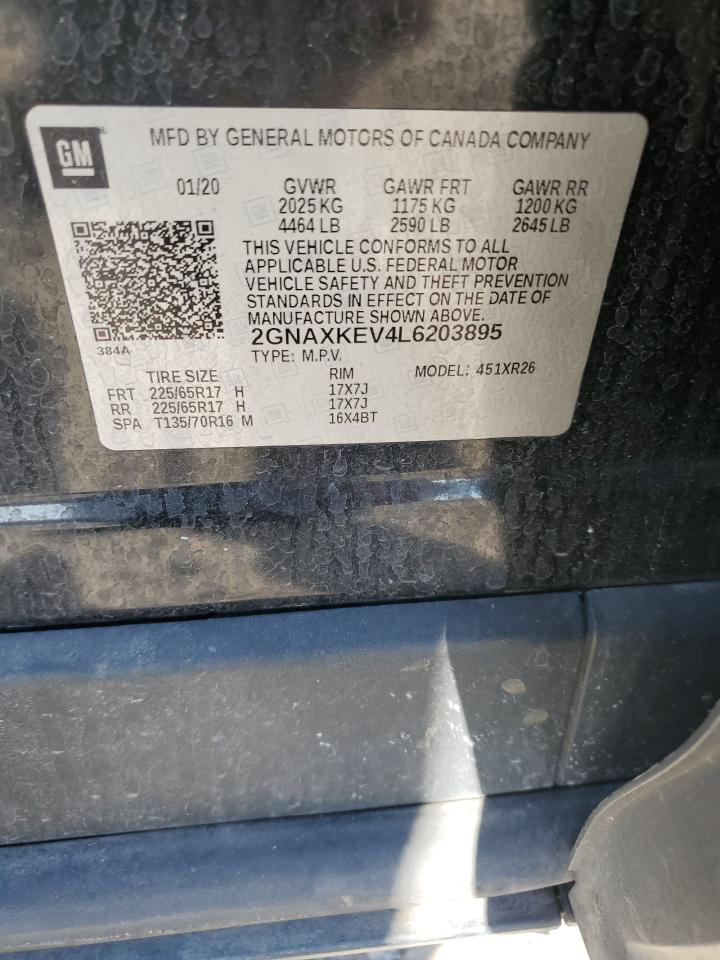 GM
MFD BY GENERAL MOTORS OF CANADA COMPANY
01/20 GVWR GAWR FRT GAWR RR
2025 KG 1175 KG 1200 KG
4464 LB 2590 LB 2645 LB
THIS VEHICLE CONFORMS TO ALL
APPLICABLE U.S. FEDERAL MOTOR
VEHICLE SAFETY AND THEFT PREVENTION
STANDARDS IN EFFECT ON THE DATE OF
MANUFACTURE SHOWN ABOVE.
2GNAXKEV4L6203895
384A
TYPE: M.P.V.
TIRE SIZE RIM MODEL: 451XR26
FRT 225/65R17 H 17X7J
RR 225/65R17 H 17X7J
SPA T135/70R16 M 16X4BT